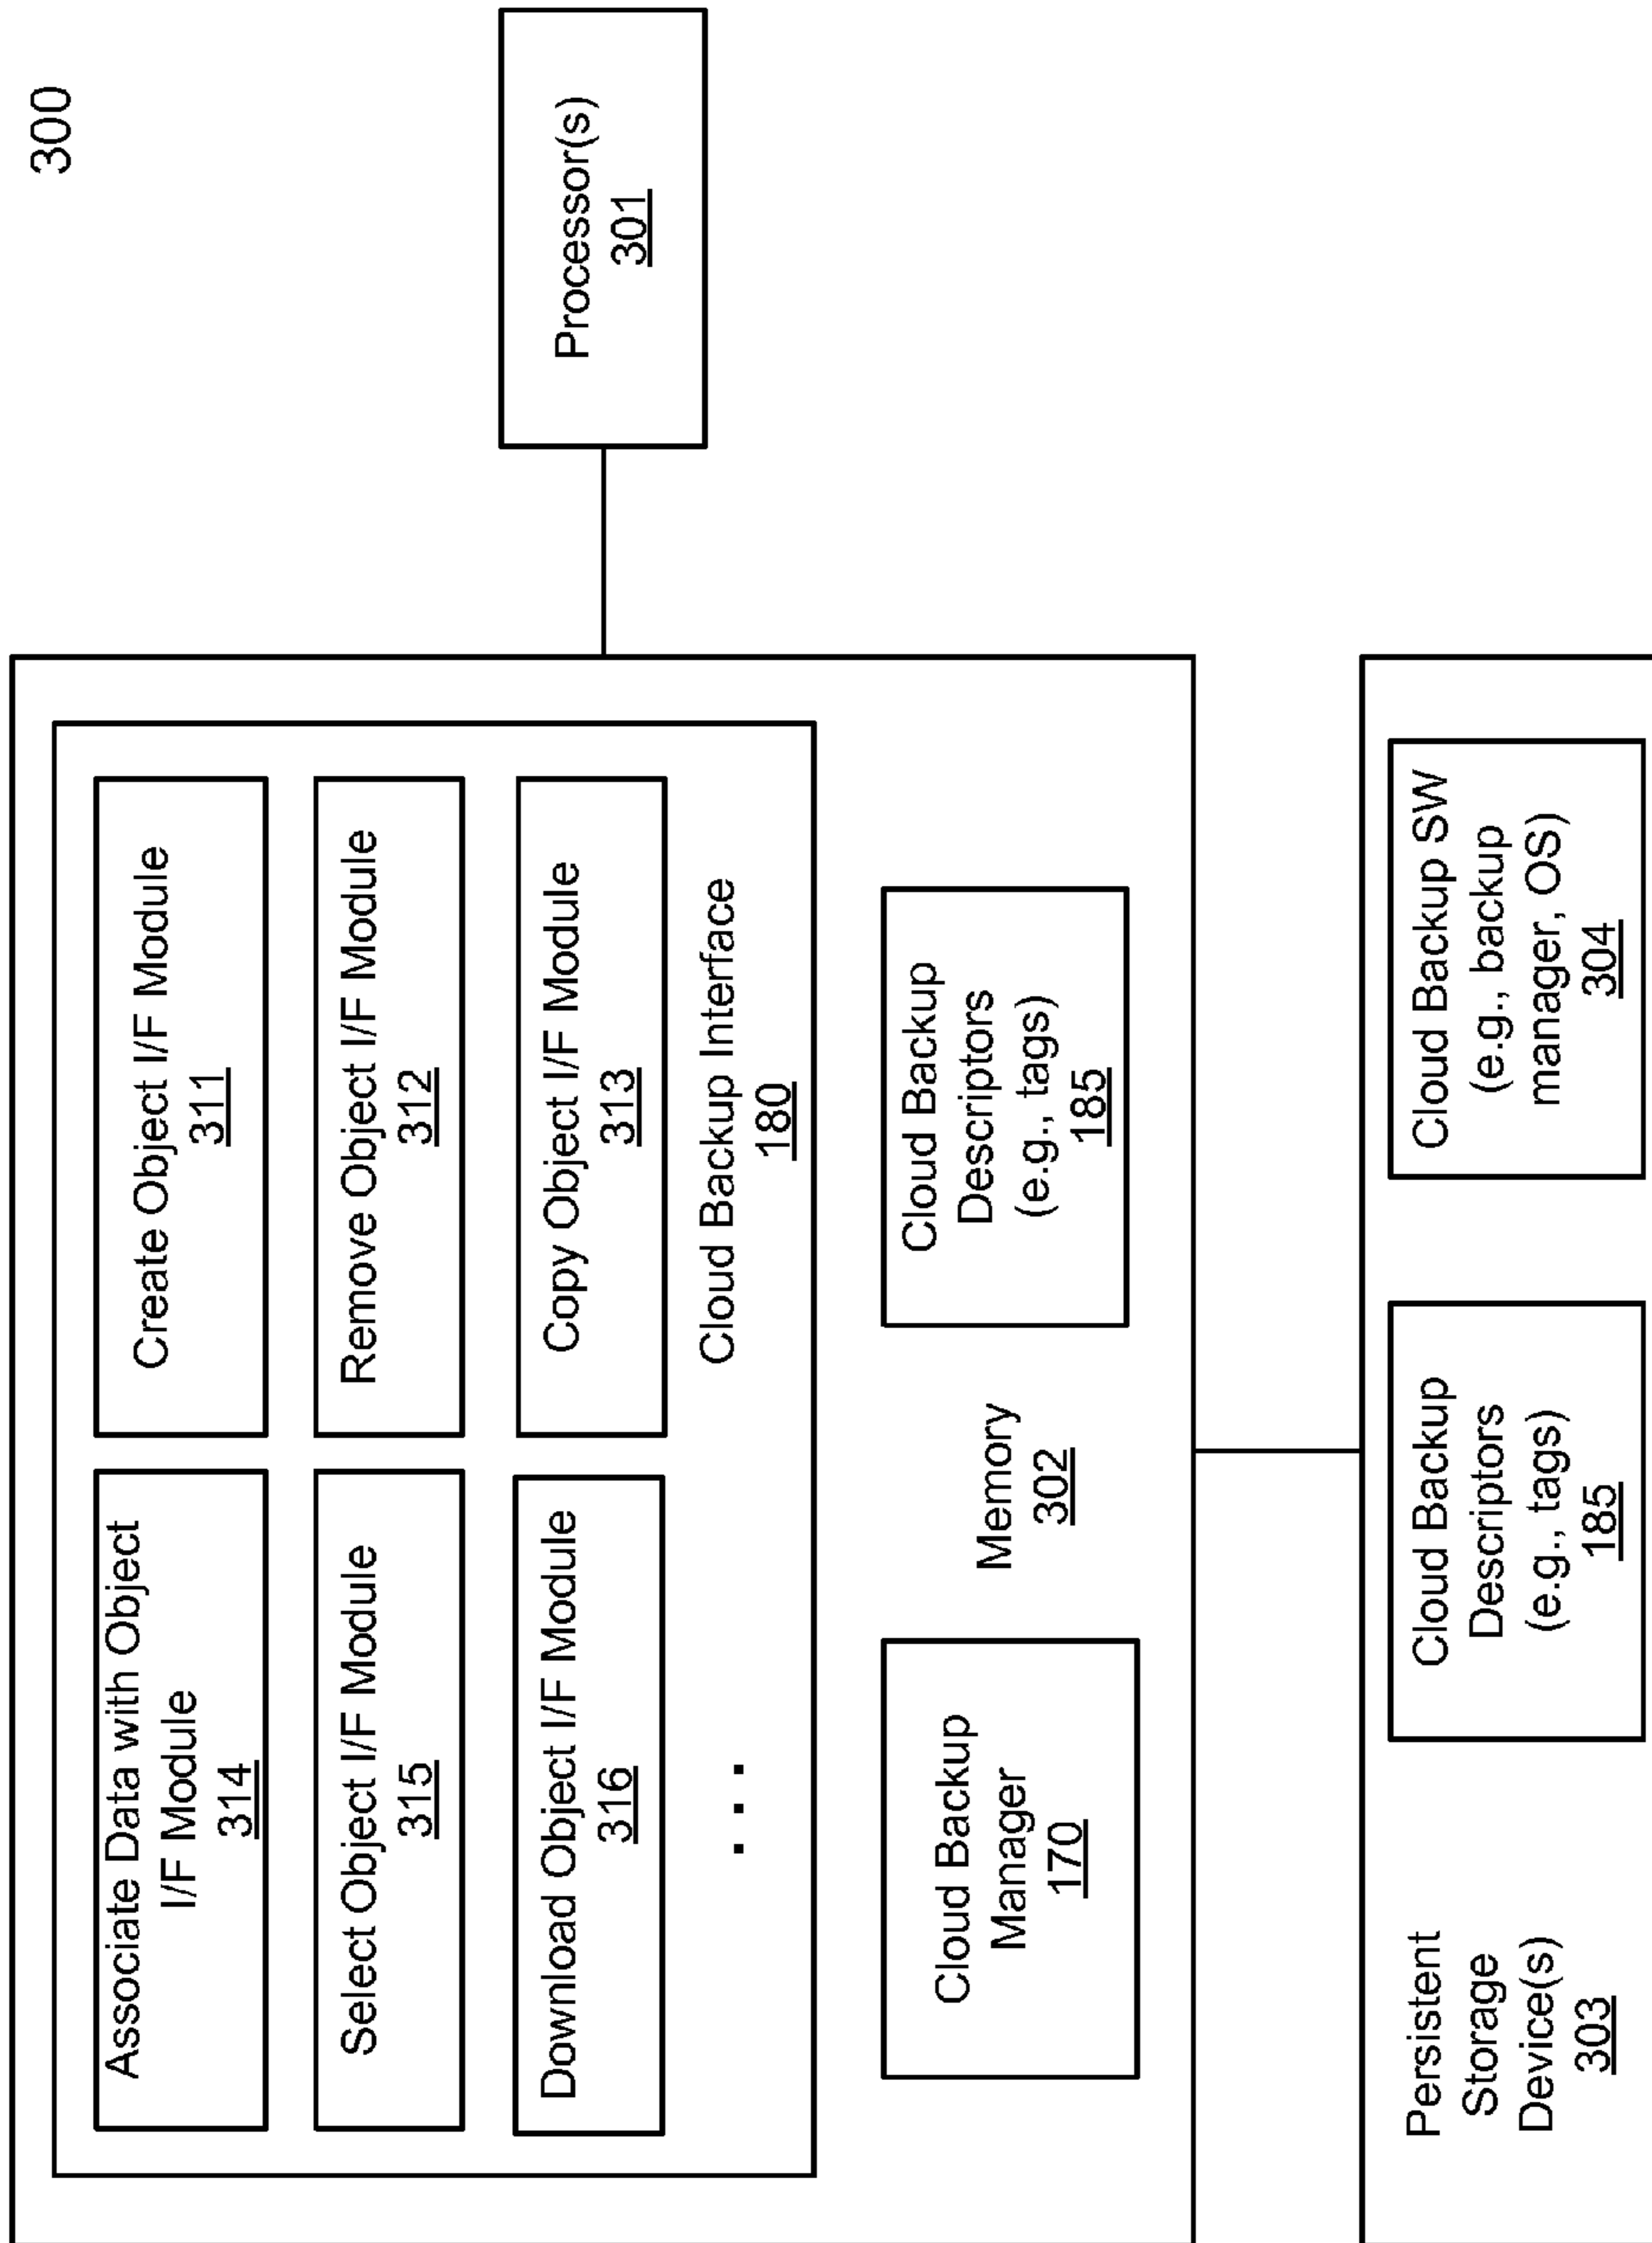 300
Associate Data with Object
I/F Module
314
Create Object I/F Module
311
Select Object I/F Module
315
Remove Object I/F Module
312
Download Object I/F Module
316
Copy Object I/F Module
313
. . .
Cloud Backup Interface
180
Processor(s)
301
Cloud Backup
Manager
170
Memory
302
Cloud Backup
Descriptors
(e.g., tags)
185
Persistent
Storage
Device(s)
303
Cloud Backup
Descriptors
(e.g., tags)
185
Cloud Backup SW
(e.g., backup
manager, OS)
304